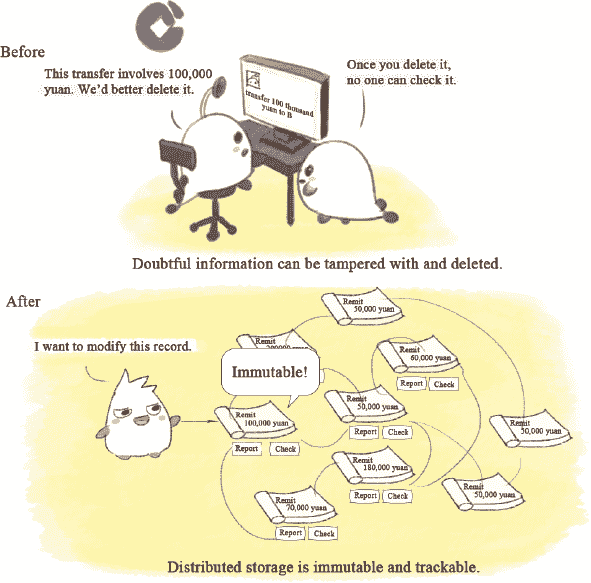 Before
This transfer involves 100,000
yuan. We'd better delete it.
Once you delete it,
no one can check it.
transfer 100 thousand
yuan to B
Doubtful information can be tampered with and deleted.
After
I want to modify this record.
Remit
50,000 yuan
Remit
Immutable!
Remit
60,000 yuan
Report
Check
Remit
100,000 yuan
Report
Check
Remit
50,000 yuan
Report
Check
Remit
50,000 yuan
Remit
180,000 yuan
Report
Check
Remit
50,000 yuan
Remit
70,000 yuan
Report
Check
Distributed storage is immutable and trackable.